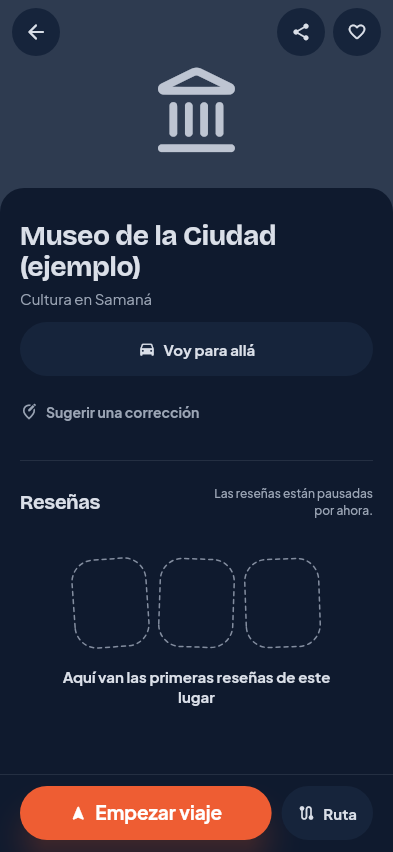 Museo de la Ciudad
(ejemplo)
Cultura en Samaná
Voy para allá
Sugerir una corrección
Reseñas
Las reseñas están pausadas
por ahora.
Aquí van las primeras reseñas de este
lugar
Empezar viaje
Ruta